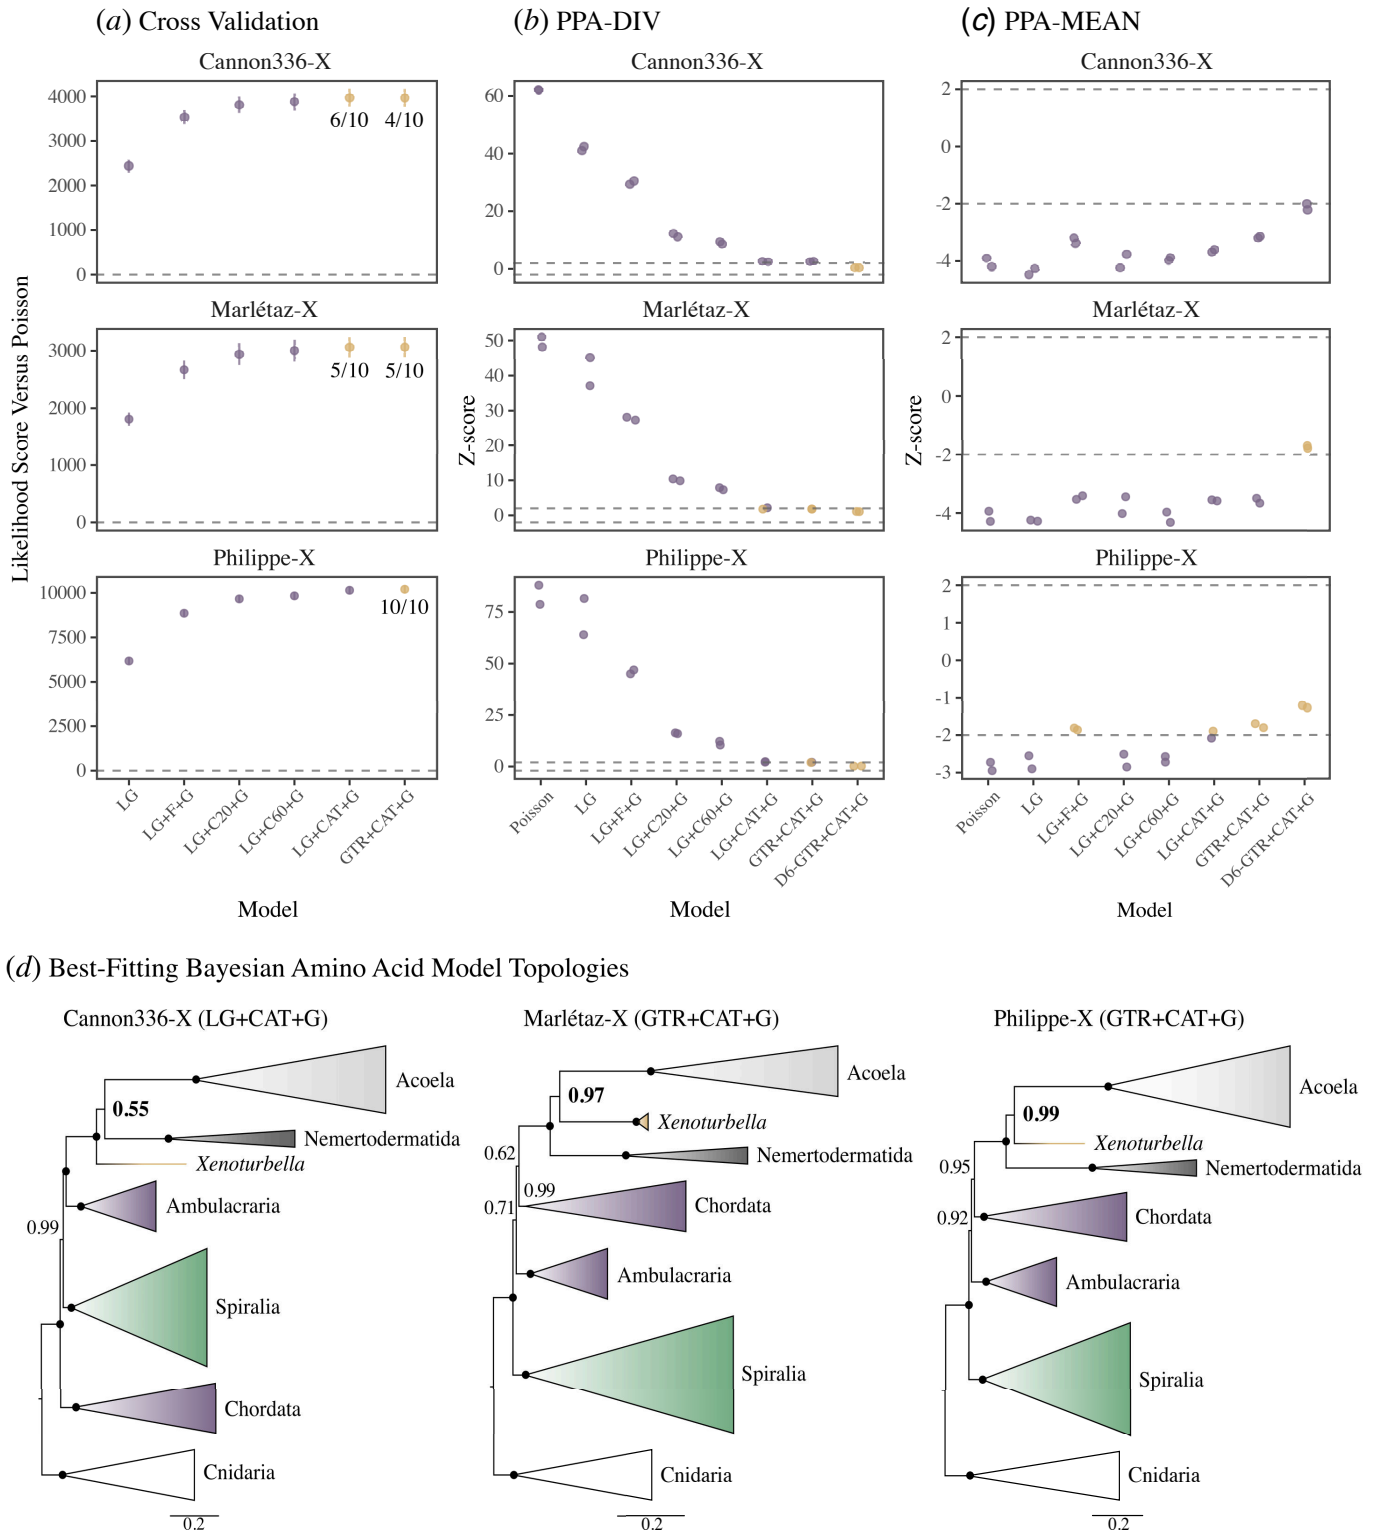 (a) Cross Validation
(b) PPA-DIV
(c) PPA-MEAN
Likelihood Score Versus Poisson
Cannon336-X
4000
3000
2000
1000
0
6/10 4/10
Marlétaz-X
3000
2000
1000
0
5/10 5/10
Philippe-X
10000
7500
5000
2500
0
10/10
LG
LG+F+G
LG+C20+G
LG+C60+G
LG+CAT+G
GTR+CAT+G
Model
Z-score
Cannon336-X
60
40
20
0
Marlétaz-X
50
40
30
20
10
0
Philippe-X
75
50
25
0
Poisson
LG
LG+F+G
LG+C20+G
LG+C60+G
LG+CAT+G
GTR+CAT+G
D6-GTR+CAT+G
Model
Z-score
Cannon336-X
2
0
-2
-4
Marlétaz-X
2
0
-2
-4
Philippe-X
2
1
0
-1
-2
-3
Poisson
LG
LG+F+G
LG+C20+G
LG+C60+G
LG+CAT+G
GTR+CAT+G
D6-GTR+CAT+G
Model
(d) Best-Fitting Bayesian Amino Acid Model Topologies
Cannon336-X (LG+CAT+G)
Acoela
0.55
Nemertodermatida
Xenoturbella
Ambulacraria
0.99
Spiralia
Chordata
Cnidaria
0.2
Marlétaz-X (GTR+CAT+G)
Acoela
0.97
Xenoturbella
0.62
Nemertodermatida
0.99
0.71
Chordata
Ambulacraria
Spiralia
Cnidaria
0.2
Philippe-X (GTR+CAT+G)
Acoela
0.99
Xenoturbella
0.95
Nemertodermatida
0.92
Chordata
Ambulacraria
Spiralia
Cnidaria
0.2